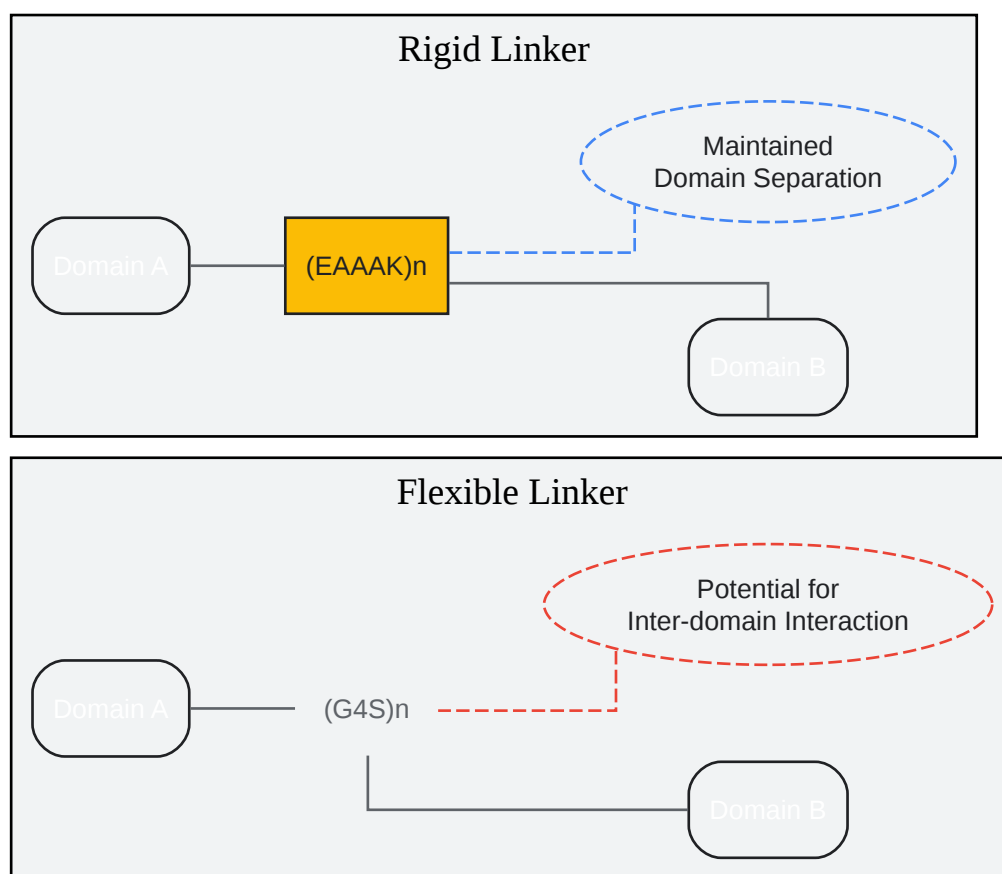 Rigid Linker
Maintained
Domain Separation
Domain A
(EAAAK)n
Domain B
Flexible Linker
Potential for
Inter-domain Interaction
Domain A
(G4S)n
Domain B